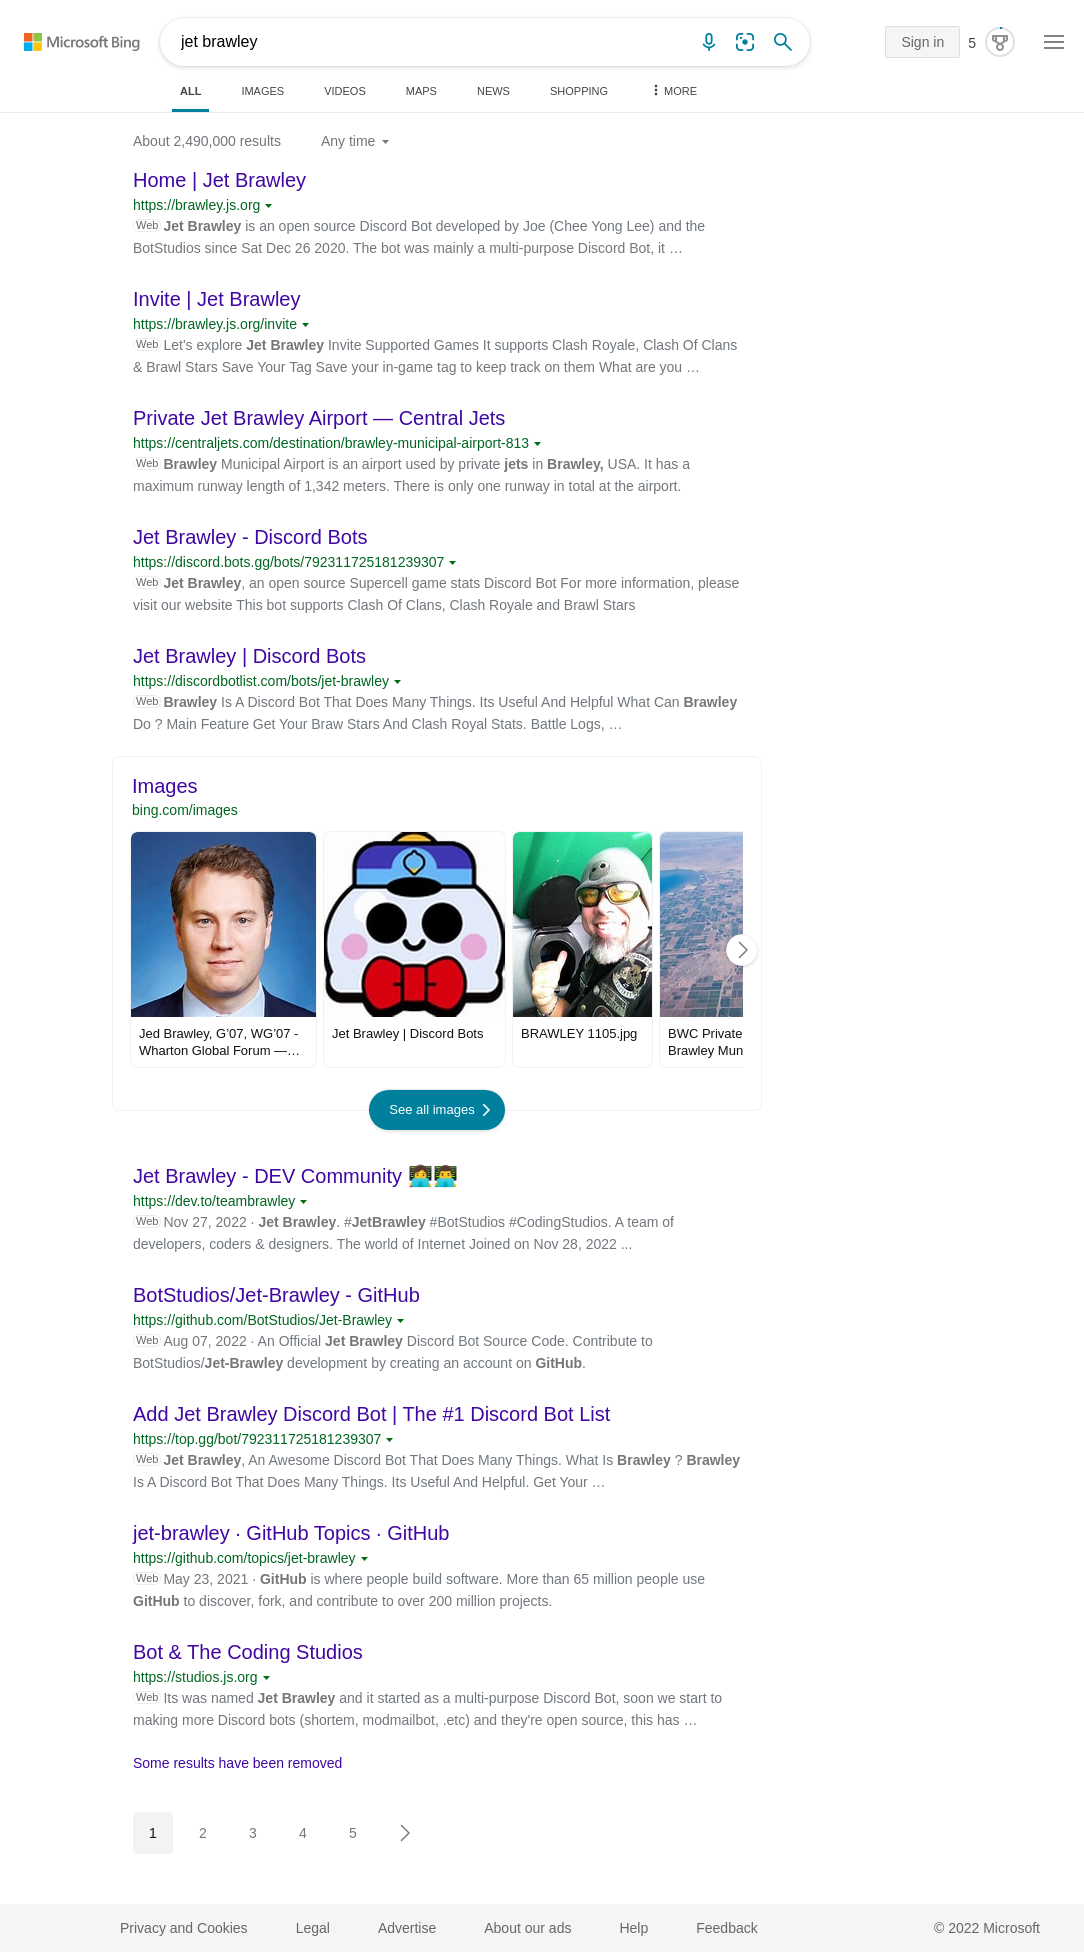 Microsoft Bing
jet brawley
Sign in
5
ALL
IMAGES
VIDEOS
MAPS
NEWS
SHOPPING
MORE
About 2,490,000 results
Any time
Home | Jet Brawley
https://brawley.js.org
Web Jet Brawley is an open source Discord Bot developed by Joe (Chee Yong Lee) and the
BotStudios since Sat Dec 26 2020. The bot was mainly a multi-purpose Discord Bot, it …
Invite | Jet Brawley
https://brawley.js.org/invite
Web Let's explore Jet Brawley Invite Supported Games It supports Clash Royale, Clash Of Clans
& Brawl Stars Save Your Tag Save your in-game tag to keep track on them What are you …
Private Jet Brawley Airport — Central Jets
https://centraljets.com/destination/brawley-municipal-airport-813
Web Brawley Municipal Airport is an airport used by private jets in Brawley, USA. It has a
maximum runway length of 1,342 meters. There is only one runway in total at the airport.
Jet Brawley - Discord Bots
https://discord.bots.gg/bots/792311725181239307
Web Jet Brawley, an open source Supercell game stats Discord Bot For more information, please
visit our website This bot supports Clash Of Clans, Clash Royale and Brawl Stars
Jet Brawley | Discord Bots
https://discordbotlist.com/bots/jet-brawley
Web Brawley Is A Discord Bot That Does Many Things. Its Useful And Helpful What Can Brawley
Do ? Main Feature Get Your Braw Stars And Clash Royal Stats. Battle Logs, …
Images
bing.com/images
Jed Brawley, G'07, WG'07 -
Wharton Global Forum —…
Jet Brawley | Discord Bots
BRAWLEY 1105.jpg
BWC Private
Brawley Mun
See all images
Jet Brawley - DEV Community 👩‍💻👨‍💻
https://dev.to/teambrawley
Web Nov 27, 2022 · Jet Brawley. #JetBrawley #BotStudios #CodingStudios. A team of
developers, coders & designers. The world of Internet Joined on Nov 28, 2022 ...
BotStudios/Jet-Brawley - GitHub
https://github.com/BotStudios/Jet-Brawley
Web Aug 07, 2022 · An Official Jet Brawley Discord Bot Source Code. Contribute to
BotStudios/Jet-Brawley development by creating an account on GitHub.
Add Jet Brawley Discord Bot | The #1 Discord Bot List
https://top.gg/bot/792311725181239307
Web Jet Brawley, An Awesome Discord Bot That Does Many Things. What Is Brawley ? Brawley
Is A Discord Bot That Does Many Things. Its Useful And Helpful. Get Your …
jet-brawley · GitHub Topics · GitHub
https://github.com/topics/jet-brawley
Web May 23, 2021 · GitHub is where people build software. More than 65 million people use
GitHub to discover, fork, and contribute to over 200 million projects.
Bot & The Coding Studios
https://studios.js.org
Web Its was named Jet Brawley and it started as a multi-purpose Discord Bot, soon we start to
making more Discord bots (shortem, modmailbot, .etc) and they're open source, this has …
Some results have been removed
1
2
3
4
5
Privacy and Cookies
Legal
Advertise
About our ads
Help
Feedback
© 2022 Microsoft